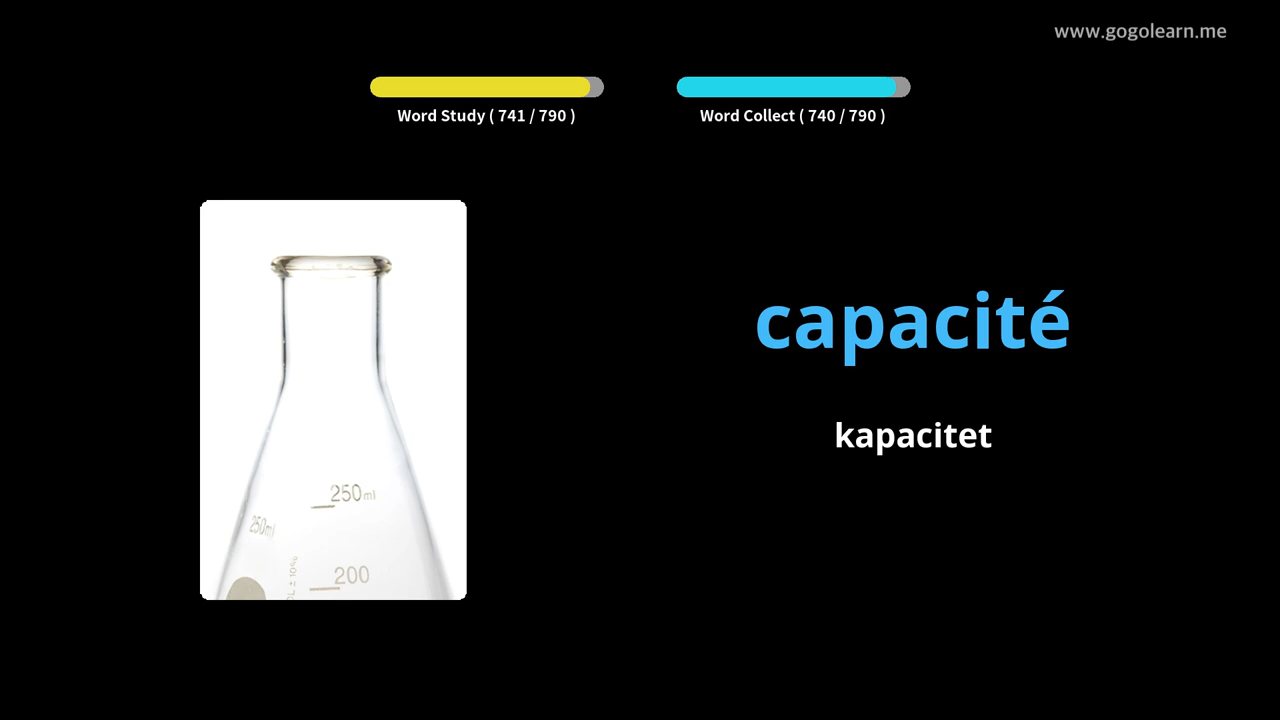 www.gogolearn.me
Word Study ( 741 / 790 )
Word Collect ( 740 / 790 )
capacité
kapacitet
250ml
250ml
200